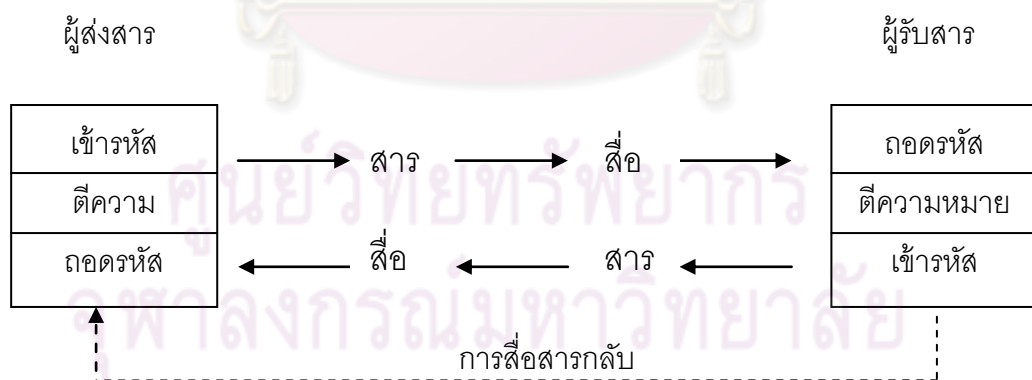 ผู้ส่งสาร ผู้รับสาร
เข้ารหัส สาร สื่อ ถอดรหัส
ตีความ ตีความหมาย
ถอดรหัส สื่อ สาร เข้ารหัส
การสื่อสารกลับ
ศูนย์วิทยทรัพยากร
จุฬาลงกรณ์มหาวิทยาลัย